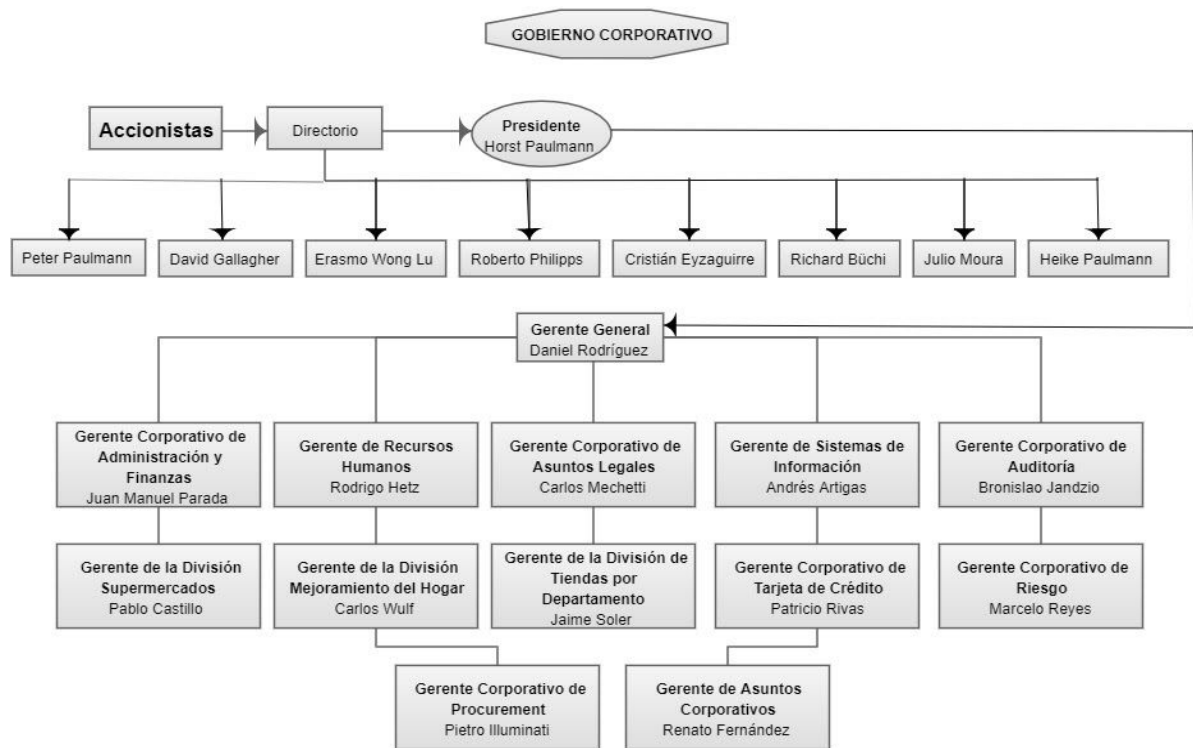 GOBIERNO CORPORATIVO
Accionistas
Directorio
Presidente
Horst Paulmann
Peter Paulmann
David Gallagher
Erasmo Wong Lu
Roberto Philipps
Cristián Eyzaguirre
Richard Büchi
Julio Moura
Heike Paulmann
Gerente General
Daniel Rodríguez
Gerente Corporativo de
Administración y
Finanzas
Juan Manuel Parada
Gerente de Recursos
Humanos
Rodrigo Hetz
Gerente Corporativo de
Asuntos Legales
Carlos Mechetti
Gerente de Sistemas de
Información
Andrés Artigas
Gerente Corporativo de
Auditoría
Bronislao Jandzio
Gerente de la División
Supermercados
Pablo Castillo
Gerente de la División
Mejoramiento del Hogar
Carlos Wulf
Gerente de la División de
Tiendas por
Departamento
Jaime Soler
Gerente Corporativo de
Tarjeta de Crédito
Patricio Rivas
Gerente Corporativo de
Riesgo
Marcelo Reyes
Gerente Corporativo de
Procurement
Pietro Illuminati
Gerente de Asuntos
Corporativos
Renato Fernández